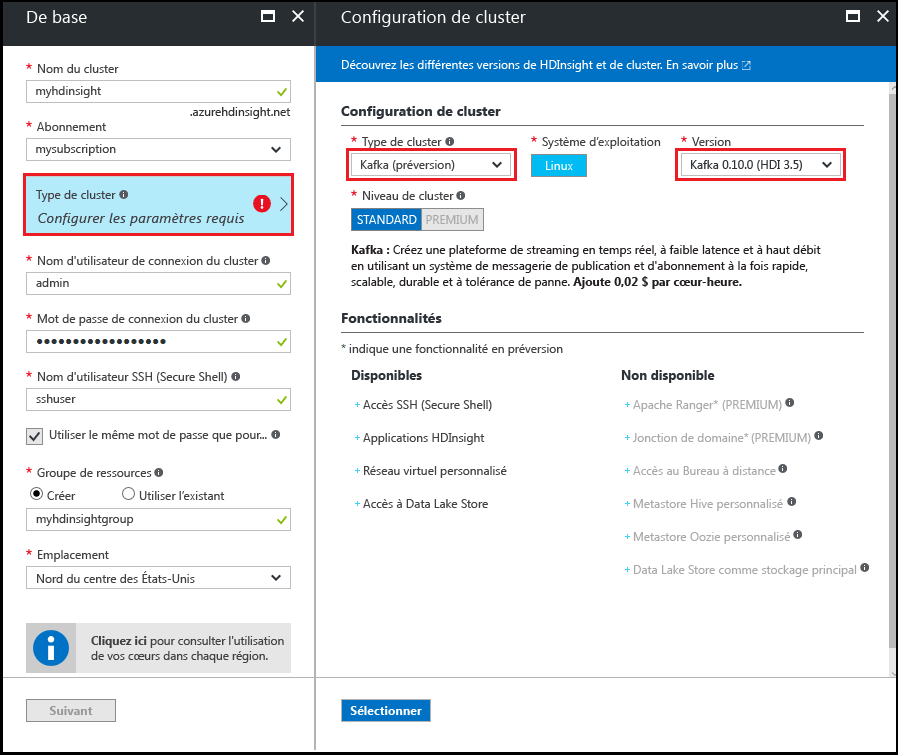 De base
* Nom du cluster
myhdinsight
.azurehdinsight.net
* Abonnement
mysubscription
Type de cluster
Configurer les paramètres requis
* Nom d'utilisateur de connexion du cluster
admin
* Mot de passe de connexion du cluster
••••••••••••••••••
* Nom d'utilisateur SSH (Secure Shell)
sshuser
Utiliser le même mot de passe que pour...
* Groupe de ressources
Créer
Utiliser l'existant
myhdinsightgroup
* Emplacement
Nord du centre des États-Unis
Cliquez ici pour consulter l'utilisation
de vos cœurs dans chaque région.
Suivant
Configuration de cluster
Découvrez les différentes versions de HDInsight et de cluster. En savoir plus
Configuration de cluster
* Type de cluster
* Système d'exploitation
* Version
Kafka (préversion)
Linux
Kafka 0.10.0 (HDI 3.5)
* Niveau de cluster
STANDARD PREMIUM
Kafka : Créez une plateforme de streaming en temps réel, à faible latence et à haut débit
en utilisant un système de messagerie de publication et d'abonnement à la fois rapide,
scalable, durable et à tolérance de panne. Ajoute 0,02 $ par cœur-heure.
Fonctionnalités
* indique une fonctionnalité en préversion
Disponibles
+ Accès SSH (Secure Shell)
+ Applications HDInsight
+ Réseau virtuel personnalisé
+ Accès à Data Lake Store
Non disponible
+ Apache Ranger* (PREMIUM)
+ Jonction de domaine* (PREMIUM)
+ Accès au Bureau à distance
+ Metastore Hive personnalisé
+ Metastore Oozie personnalisé
+ Data Lake Store comme stockage principal
Sélectionner